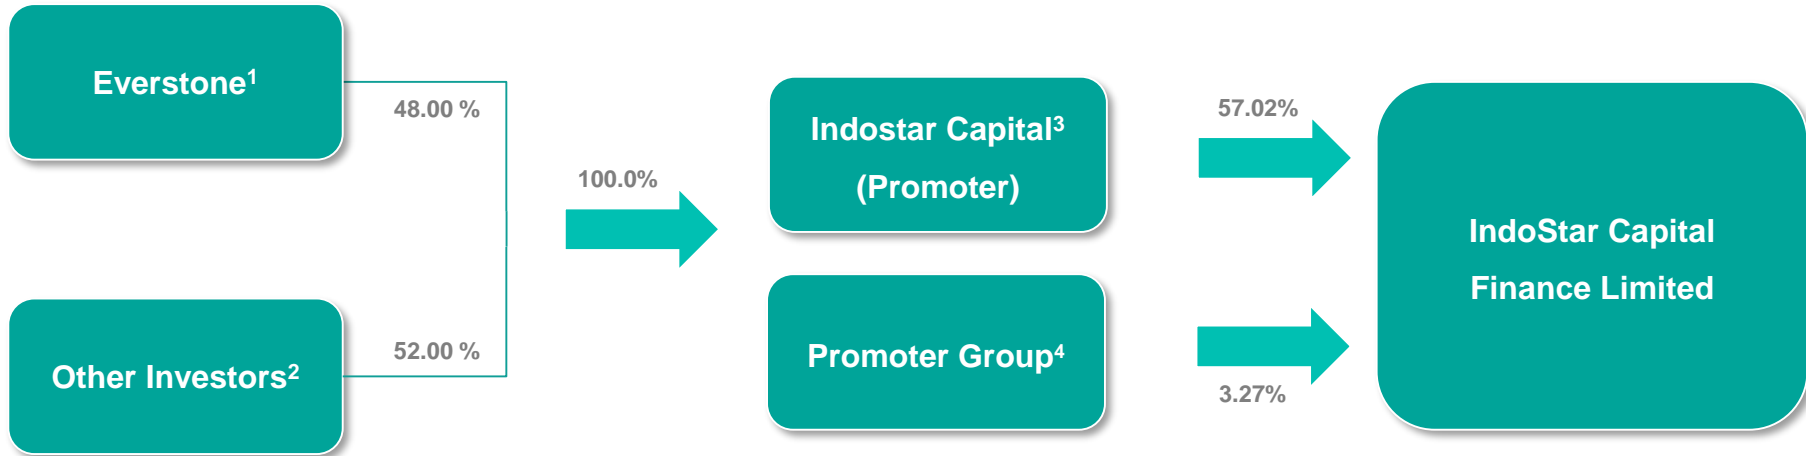 Everstone¹
48.00 %
52.00 %
Other Investors²
100.0%
Indostar Capital³
(Promoter)
Promoter Group⁴
57.02%
3.27%
IndoStar Capital
Finance Limited